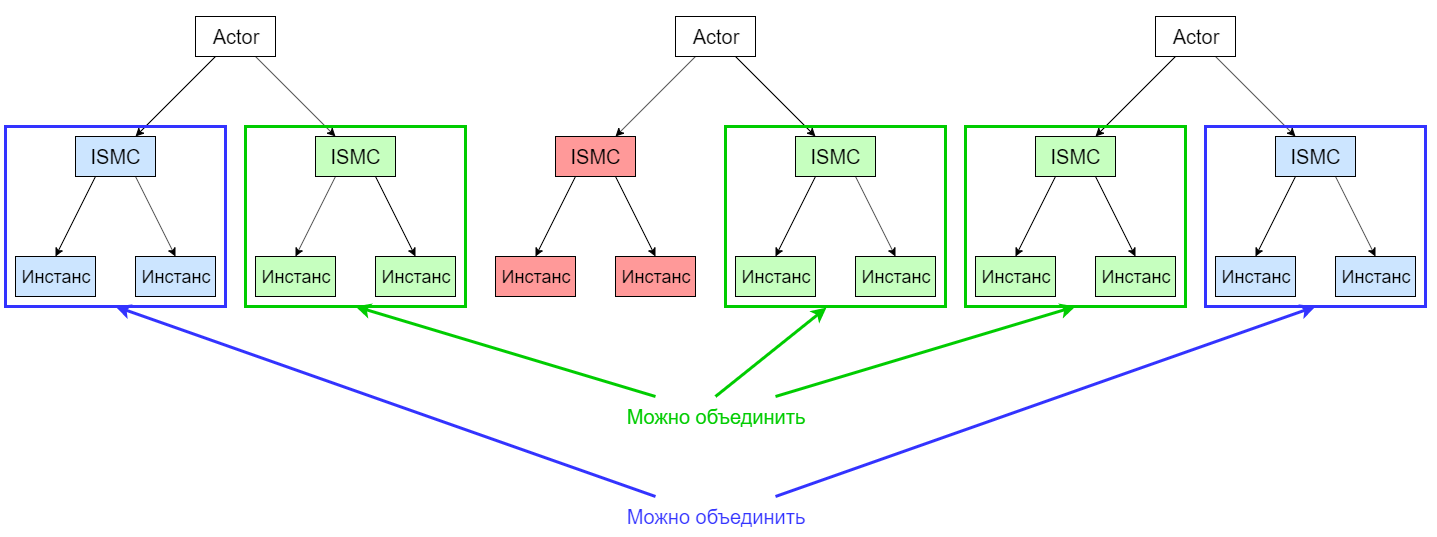 Actor Actor Actor
ISMC ISMC ISMC ISMC ISMC ISMC
Инстанс Инстанс Инстанс Инстанс Инстанс Инстанс Инстанс Инстанс Инстанс Инстанс Инстанс Инстанс
Можно объединить
Можно объединить